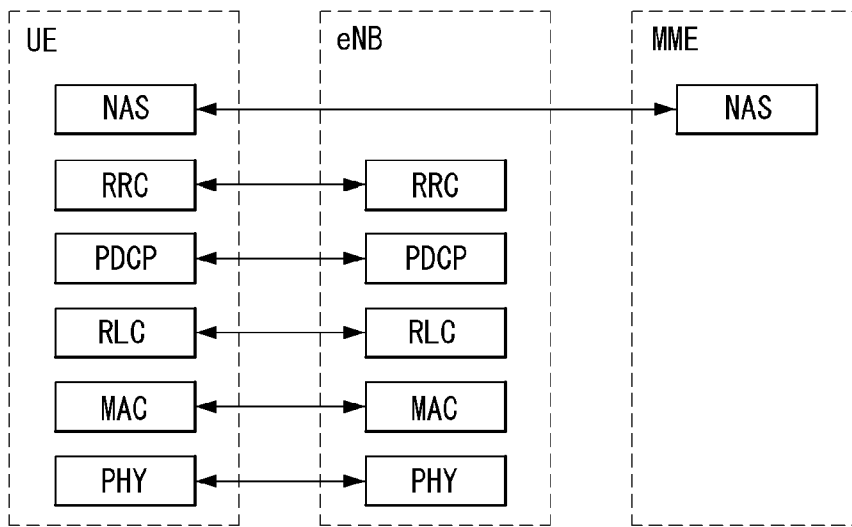 UE eNB MME
NAS NAS
RRC RRC
PDCP PDCP
RLC RLC
MAC MAC
PHY PHY